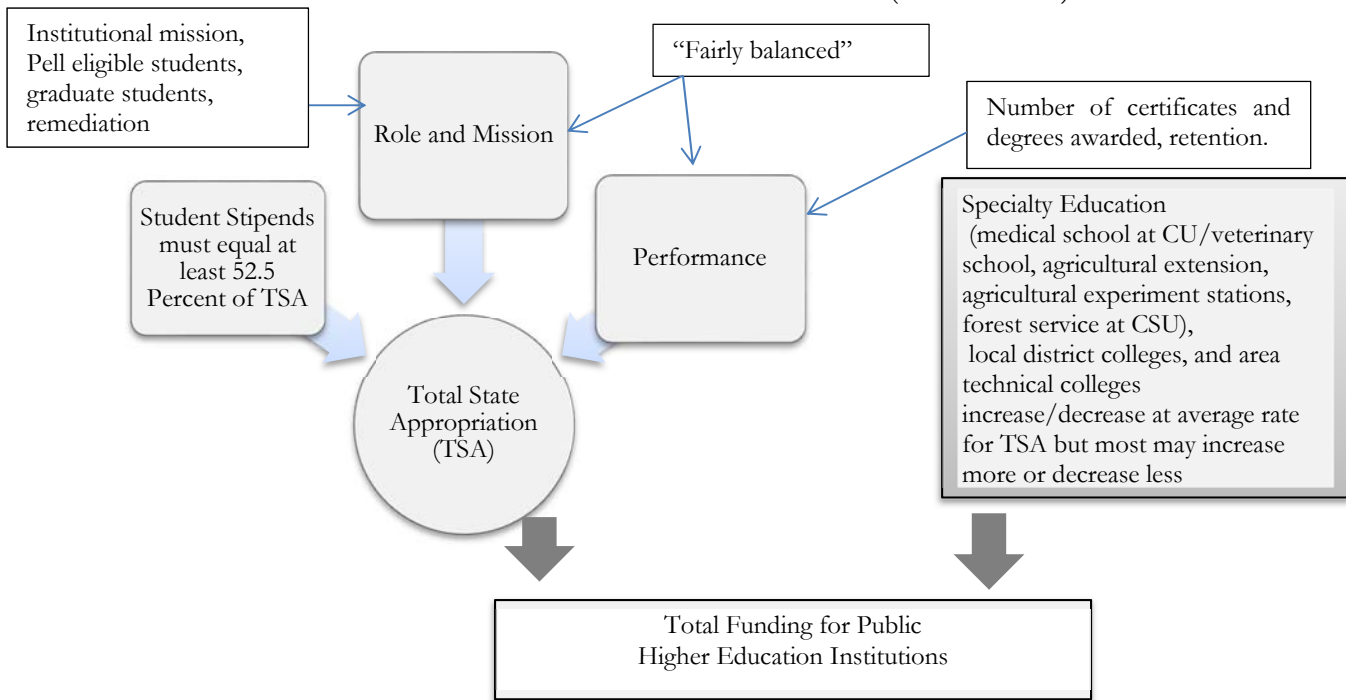 Institutional mission,
Pell eligible students,
graduate students,
remediation
“Fairly balanced”
Role and Mission
Number of certificates and
degrees awarded, retention.
Student Stipends
must equal at
least 52.5
Percent of TSA
Performance
Specialty Education
(medical school at CU/veterinary
school, agricultural extension,
agricultural experiment stations,
forest service at CSU),
local district colleges, and area
technical colleges
increase/decrease at average rate
for TSA but most may increase
more or decrease less
Total State
Appropriation
(TSA)
Total Funding for Public
Higher Education Institutions